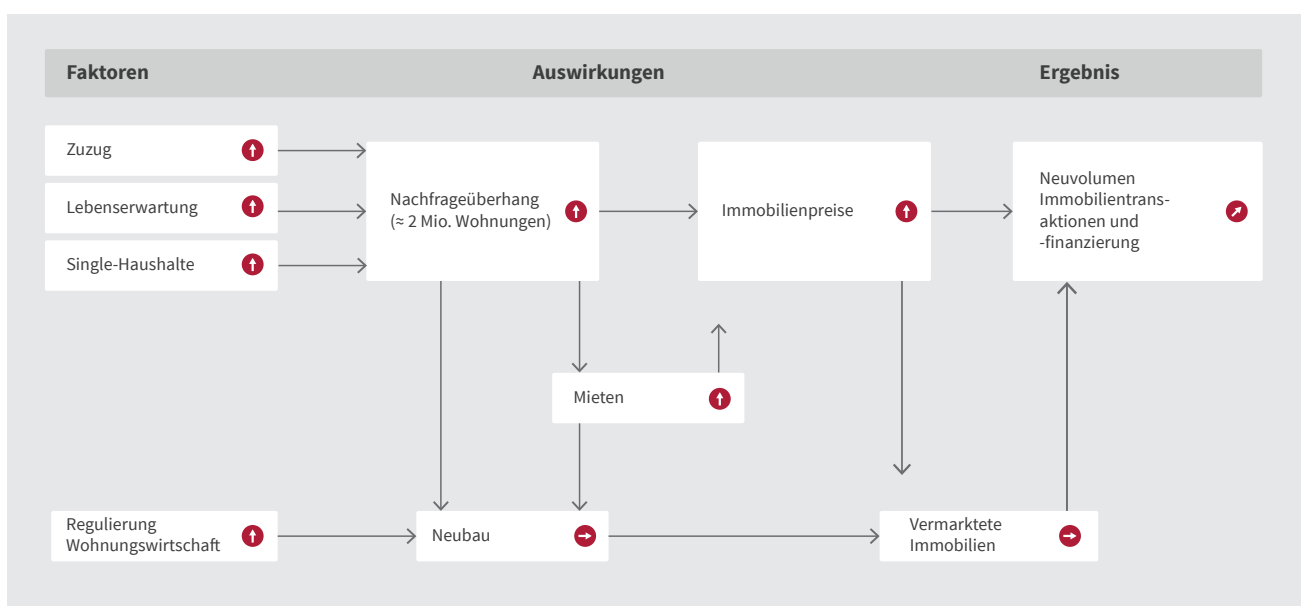 Faktoren
Auswirkungen
Ergebnis
Zuzug
Lebenserwartung
Single-Haushalte
Nachfrageüberhang
(≈ 2 Mio. Wohnungen)
Immobilienpreise
Neuvolumen
Immobilientrans-
aktionen und
-finanzierung
Mieten
Regulierung
Wohnungswirtschaft
Neubau
Vermarktete
Immobilien